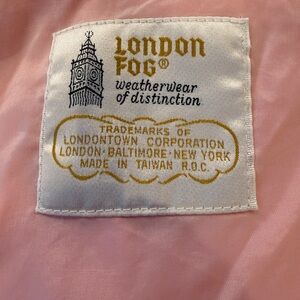 LONDON
FOG®
weatherwear
of distinction
TRADEMARKS OF
LONDONTOWN CORPORATION
LONDON · BALTIMORE · NEW YORK
MADE IN TAIWAN R.O.C.